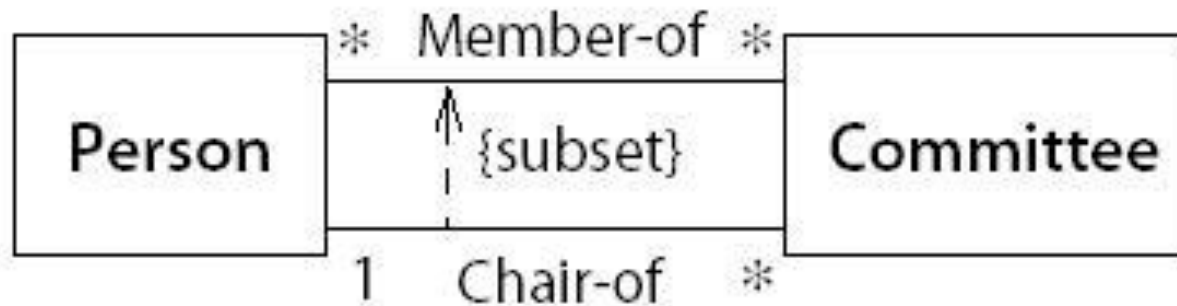 * Member-of *
Person {subset} Committee
1 Chair-of *